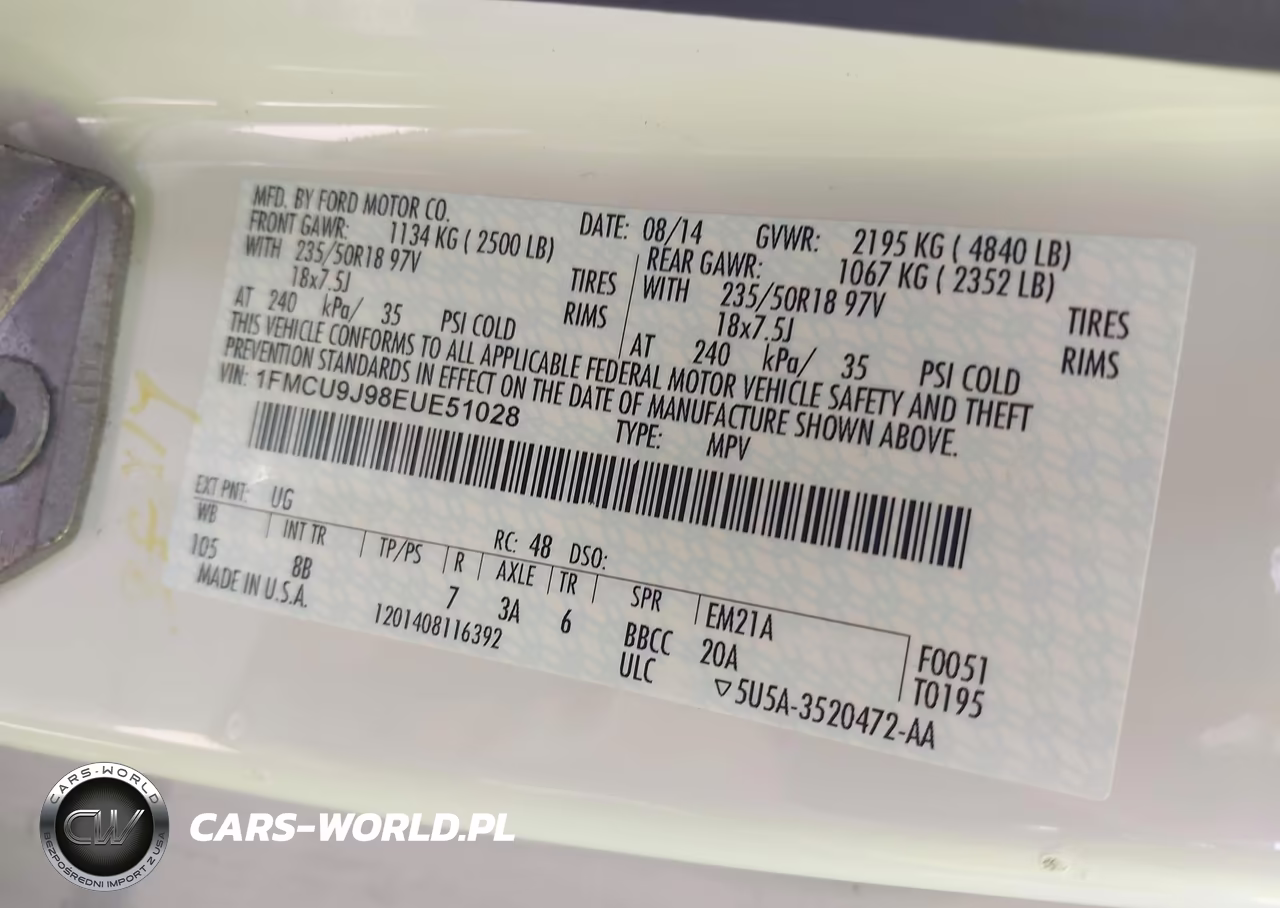 MFD. BY FORD MOTOR CO. DATE: 08/14 GVWR: 2195 KG ( 4840 LB)
FRONT GAWR: 1134 KG ( 2500 LB) REAR GAWR: 1067 KG ( 2352 LB)
WITH 235/50R18 97V TIRES WITH 235/50R18 97V TIRES
18x7.5J RIMS 18x7.5J RIMS
AT 240 kPa/ 35 PSI COLD AT 240 kPa/ 35 PSI COLD
THIS VEHICLE CONFORMS TO ALL APPLICABLE FEDERAL MOTOR VEHICLE SAFETY AND THEFT
PREVENTION STANDARDS IN EFFECT ON THE DATE OF MANUFACTURE SHOWN ABOVE.
VIN: 1FMCU9J98EUE51028 TYPE: MPV
EXT PNT: UG RC: 48 DSO:
WB INT TR TP/PS R AXLE TR SPR EM21A F0051
105 8B 7 3A 6 BBCC 20A T0195
MADE IN U.S.A. 1201408116392 ULC ▽5U5A-3520472-AA
CARS-WORLD
CW
BEZPOŚREDNI IMPORT Z USA
CARS-WORLD.PL